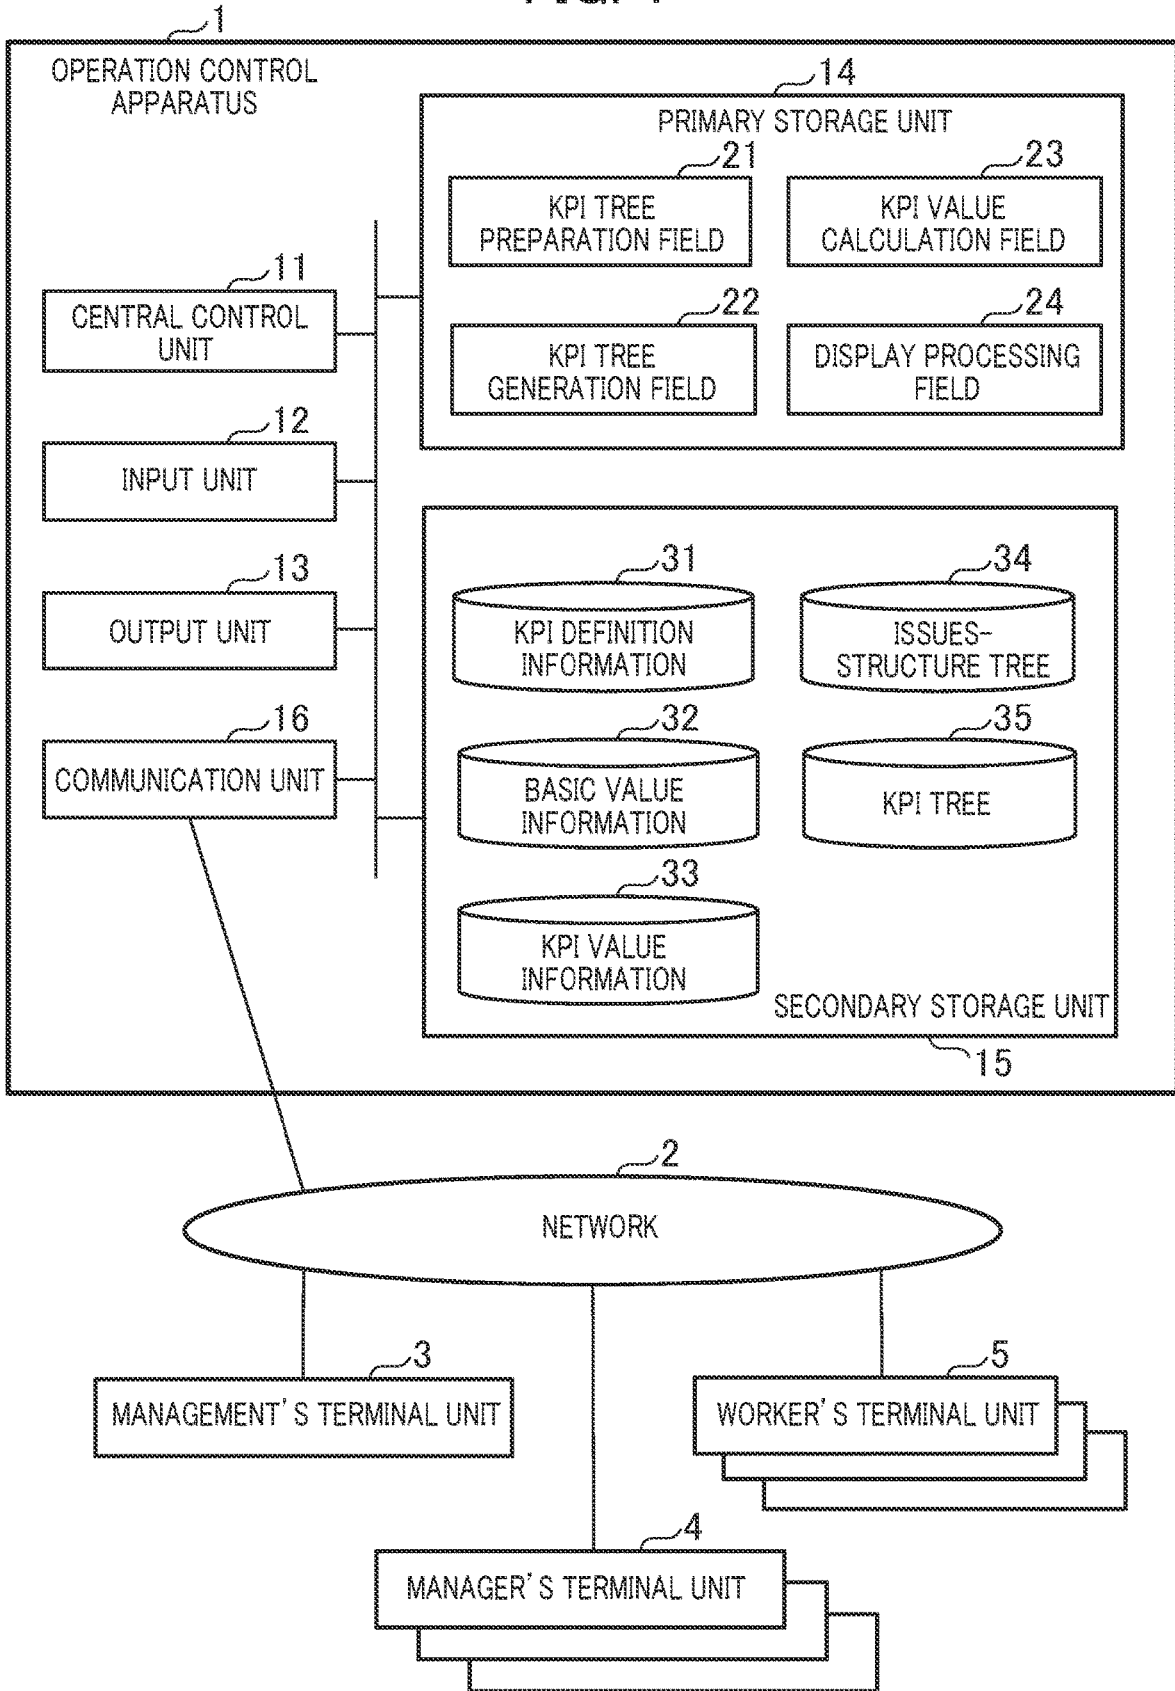 1
OPERATION CONTROL
APPARATUS
14
PRIMARY STORAGE UNIT
21
KPI TREE
PREPARATION FIELD
23
KPI VALUE
CALCULATION FIELD
11
CENTRAL CONTROL
UNIT
22
KPI TREE
GENERATION FIELD
24
DISPLAY PROCESSING
FIELD
12
INPUT UNIT
13
OUTPUT UNIT
16
COMMUNICATION UNIT
31
KPI DEFINITION
INFORMATION
34
ISSUES-
STRUCTURE TREE
32
BASIC VALUE
INFORMATION
35
KPI TREE
33
KPI VALUE
INFORMATION
SECONDARY STORAGE UNIT
15
2
NETWORK
3
MANAGEMENT'S TERMINAL UNIT
5
WORKER'S TERMINAL UNIT
4
MANAGER'S TERMINAL UNIT